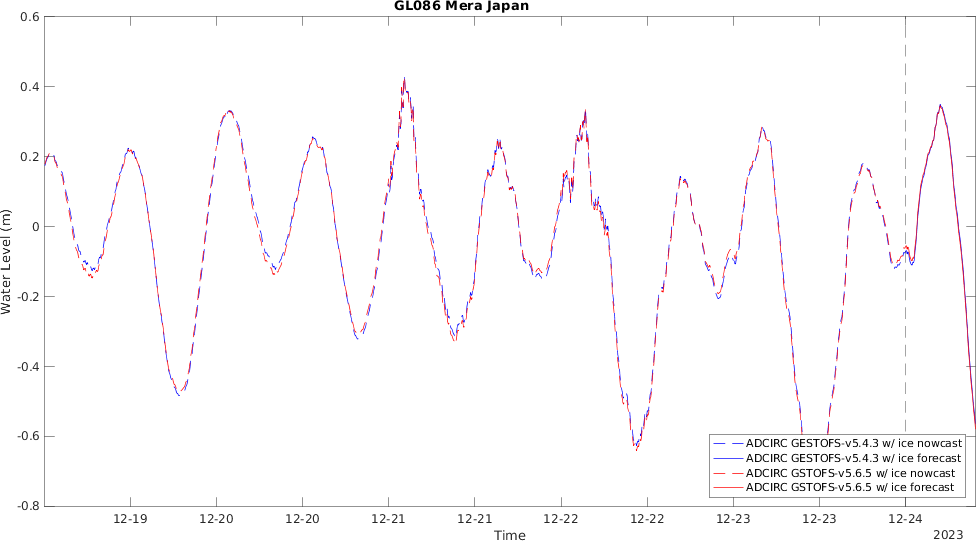 GL086 Mera Japan
0.6
0.4
0.2
0
-0.2
-0.4
-0.6
-0.8
Water Level (m)
ADCIRC GESTOFS-v5.4.3 w/ ice nowcast
ADCIRC GESTOFS-v5.4.3 w/ ice forecast
ADCIRC GSTOFS-v5.6.5 w/ ice nowcast
ADCIRC GSTOFS-v5.6.5 w/ ice forecast
12-19 12-20 12-20 12-21 12-21 12-22 12-22 12-23 12-23 12-24
Time
2023